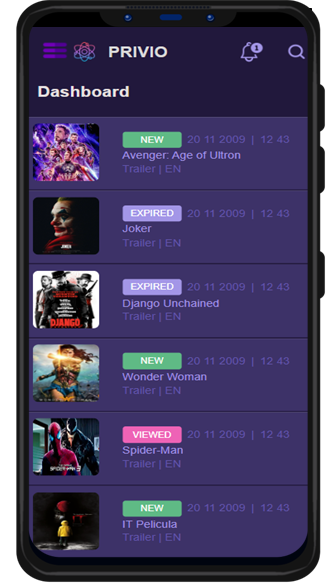 PRIVIO
1
Dashboard
NEW 20 11 2009 | 12 43
Avenger: Age of Ultron
Trailer | EN
EXPIRED 20 11 2009 | 12 43
Joker
Trailer | EN
JOKER
EXPIRED 20 11 2009 | 12 43
Django Unchained
Trailer | EN
DJANGO
NEW 20 11 2009 | 12 43
Wonder Woman
Trailer | EN
VIEWED 20 11 2009 | 12 43
Spider-Man
Trailer | EN
NEW 20 11 2009 | 12 43
IT Pelicula
Trailer | EN